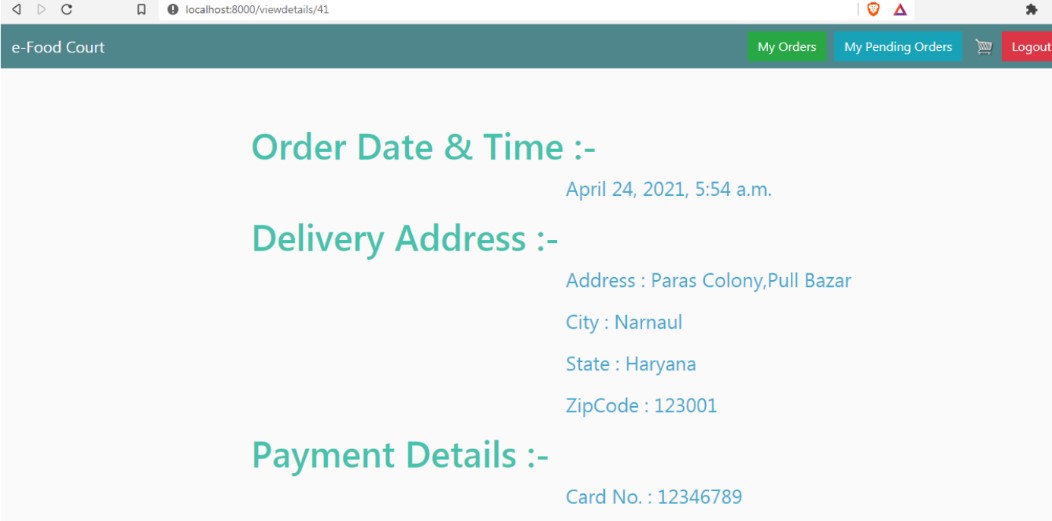 localhost:8000/viewdetails/41
e-Food Court
My Orders
My Pending Orders
Logout
Order Date & Time :-
April 24, 2021, 5:54 a.m.
Delivery Address :-
Address : Paras Colony,Pull Bazar
City : Narnaul
State : Haryana
ZipCode : 123001
Payment Details :-
Card No. : 12346789